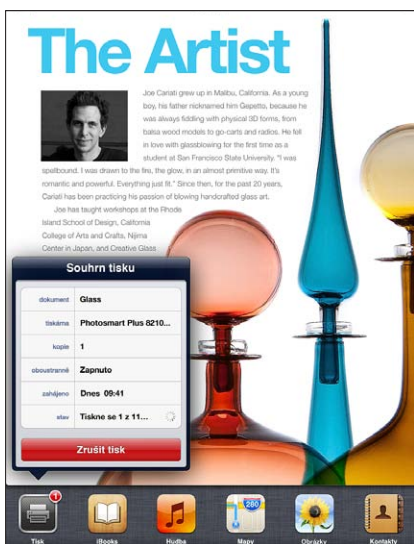 The Artist
Joe Cariati grew up in Malibu, California. As a young
boy, his father nicknamed him Gepetto, because he
was always fiddling with physical 3D forms, from
balsa wood models to go-carts and radios. He fell
in love with glassblowing for the first time as a
student at San Francisco State University. "I was
spellbound. I was drawn to the fire, the glow, in an almost primitive way. It's
romantic and powerful. Everything just fit." Since then, for the past 20 years,
Cariati has been practicing his passion of blowing handcrafted glass art.
Joe has taught workshops at the Rhode
Island School of Design, California
College of Arts and Crafts, Nijima
Center in Japan, and Creative Glass
Souhrn tisku
dokument Glass
tiskárna Photosmart Plus 8210...
kopie 1
oboustranně Zapnuto
zahájeno Dnes 09:41
stav Tiskne se 1 z 11...
Zrušit tisk
1
280
Tisk iBooks Hudba Mapy Obrázky Kontakty